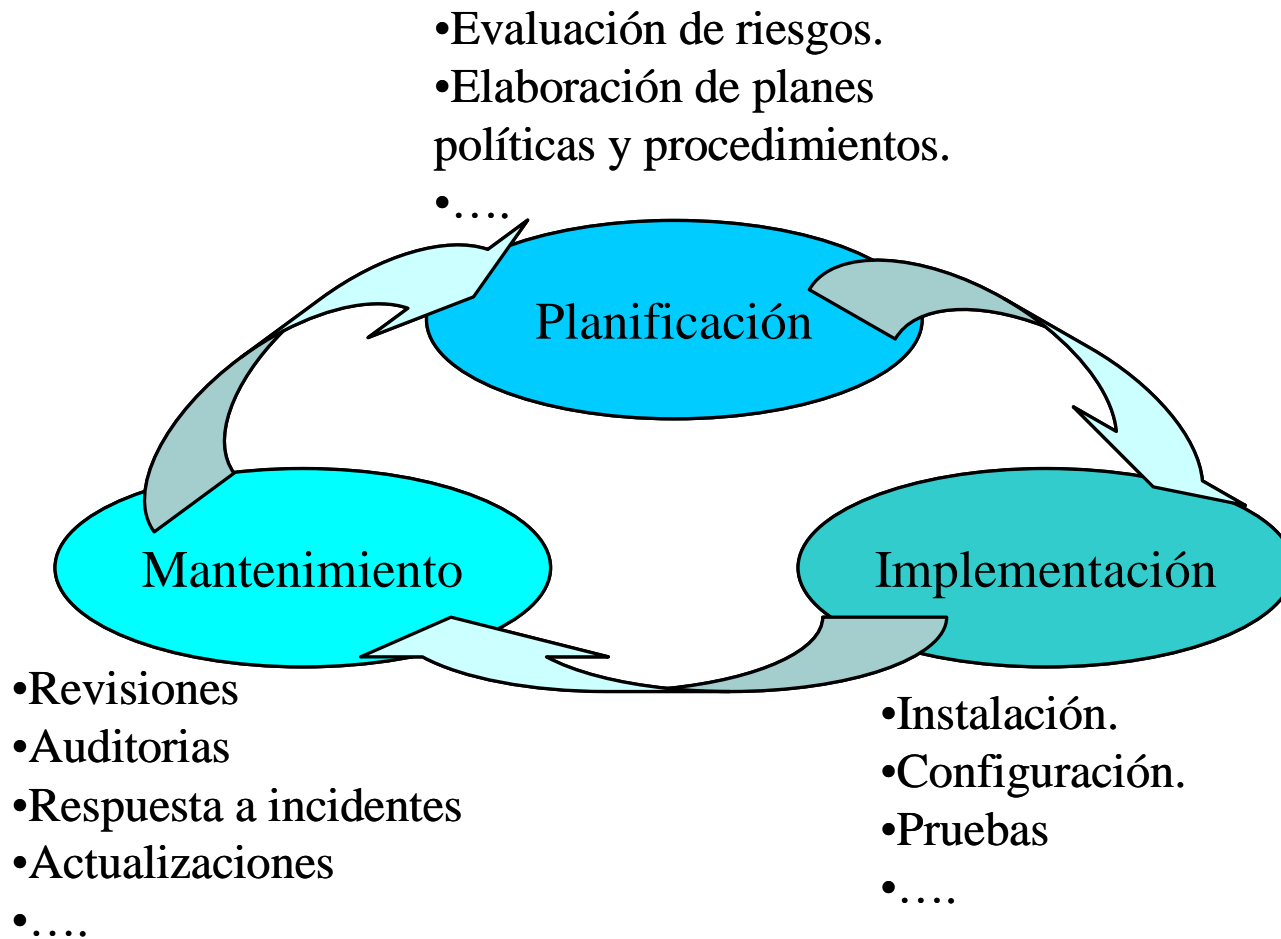 •Evaluación de riesgos.
•Elaboración de planes
políticas y procedimientos.
•….
Planificación
Mantenimiento
Implementación
•Revisiones
•Auditorias
•Respuesta a incidentes
•Actualizaciones
•….
•Instalación.
•Configuración.
•Pruebas
•….